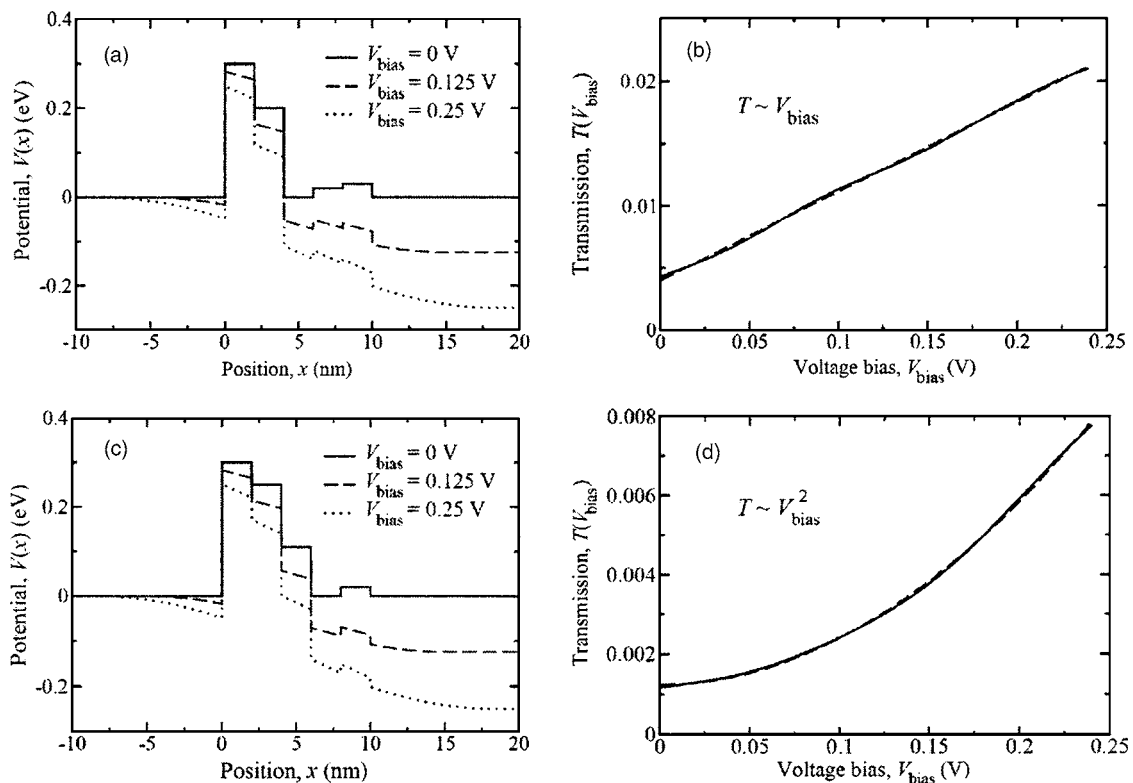 (a)
V_bias = 0 V
V_bias = 0.125 V
V_bias = 0.25 V
Potential, V(x) (eV)
0.4
0.2
0
-0.2
-10
-5
0
5
10
15
20
Position, x (nm)
(b)
T ~ V_bias
Transmission, T(V_bias)
0.02
0.01
0
0
0.05
0.1
0.15
0.2
0.25
Voltage bias, V_bias (V)
(c)
V_bias = 0 V
V_bias = 0.125 V
V_bias = 0.25 V
Potential, V(x) (eV)
0.4
0.2
0
-0.2
-10
-5
0
5
10
15
20
Position, x (nm)
(d)
T ~ V_bias^2
Transmission, T(V_bias)
0.008
0.006
0.004
0.002
0
0
0.05
0.1
0.15
0.2
0.25
Voltage bias, V_bias (V)